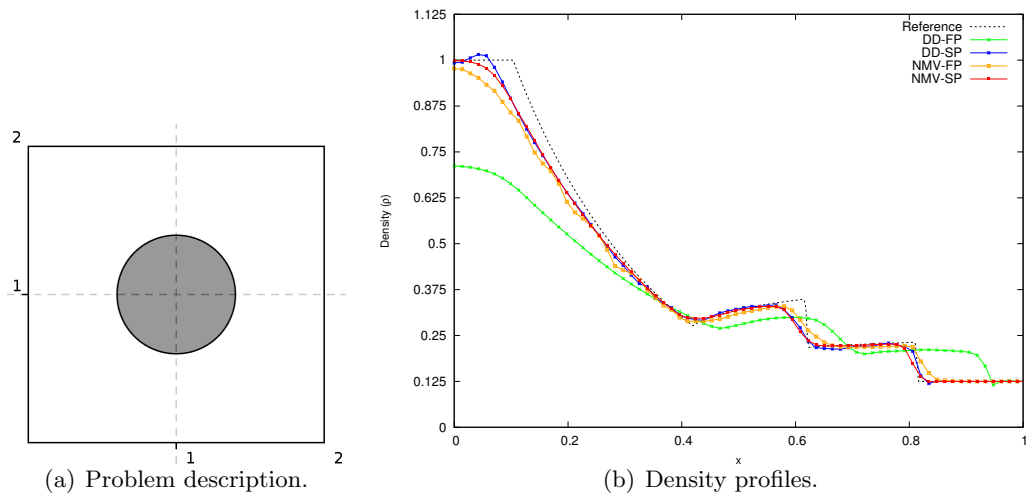 2
1
1
2
(a) Problem description.
Reference
DD-FP
DD-SP
NMV-FP
NMV-SP
1.125
1
0.875
0.75
0.625
0.5
0.375
0.25
0.125
0
Density (ρ)
0
0.2
0.4
0.6
0.8
1
x
(b) Density profiles.